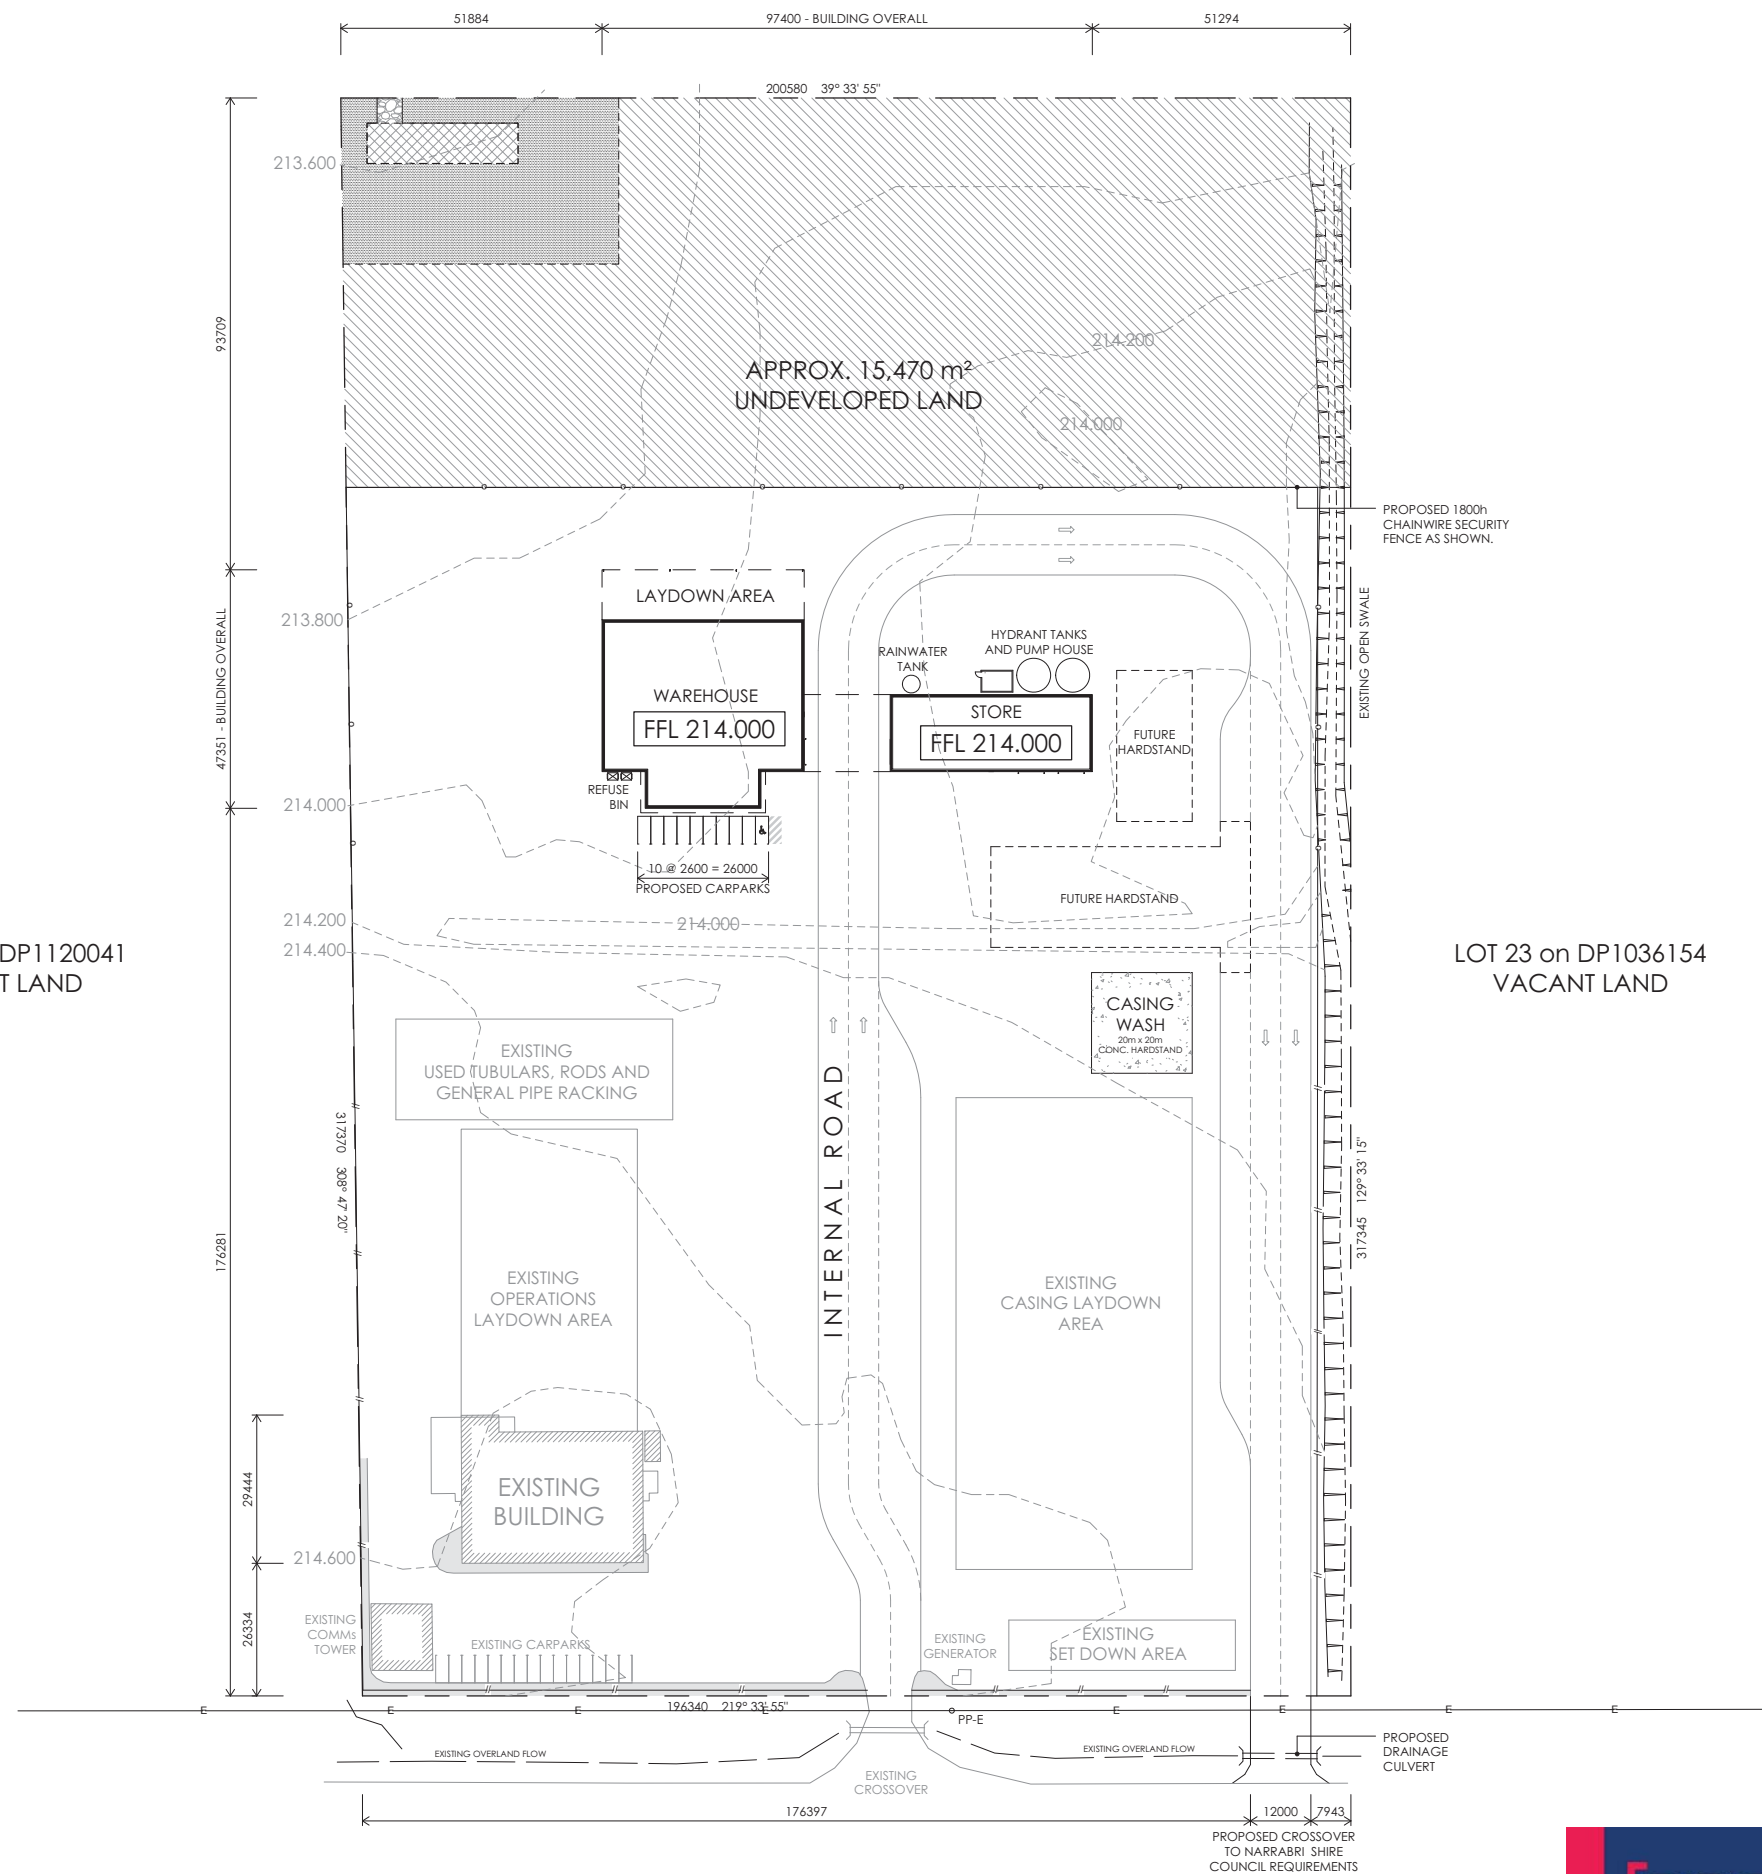 51884
97400 - BUILDING OVERALL
51294
200580 39° 33' 55"
213.600
93709
214.200
APPROX. 15,470 m²
UNDEVELOPED LAND
214.000
PROPOSED 1800h
CHAINWIRE SECURITY
FENCE AS SHOWN.
LAYDOWN AREA
213.800
EXISTING OPEN SWALE
47351 - BUILDING OVERALL
RAINWATER
TANK
HYDRANT TANKS
AND PUMP HOUSE
WAREHOUSE
FFL 214.000
STORE
FFL 214.000
FUTURE
HARDSTAND
REFUSE
BIN
214.000
10 @ 2600 = 26000
PROPOSED CARPARKS
FUTURE HARDSTAND
214.200
214.000
214.400
DP1120041
T LAND
LOT 23 on DP1036154
VACANT LAND
CASING
WASH
20m x 20m
CONC. HARDSTAND
EXISTING
USED TUBULARS, RODS AND
GENERAL PIPE RACKING
INTERNAL ROAD
317370 308° 47' 20"
317345 129° 33' 15"
176281
EXISTING
OPERATIONS
LAYDOWN AREA
EXISTING
CASING LAYDOWN
AREA
29444
EXISTING
BUILDING
214.600
26334
EXISTING
COMMs
TOWER
EXISTING CARPARKS
EXISTING
GENERATOR
EXISTING
SET DOWN AREA
196340 219° 33' 55"
E E E E E E E E
PP-E
EXISTING OVERLAND FLOW
EXISTING OVERLAND FLOW
PROPOSED
DRAINAGE
CULVERT
EXISTING
CROSSOVER
176397
12000
7943
PROPOSED CROSSOVER
TO NARRABRI SHIRE
COUNCIL REQUIREMENTS